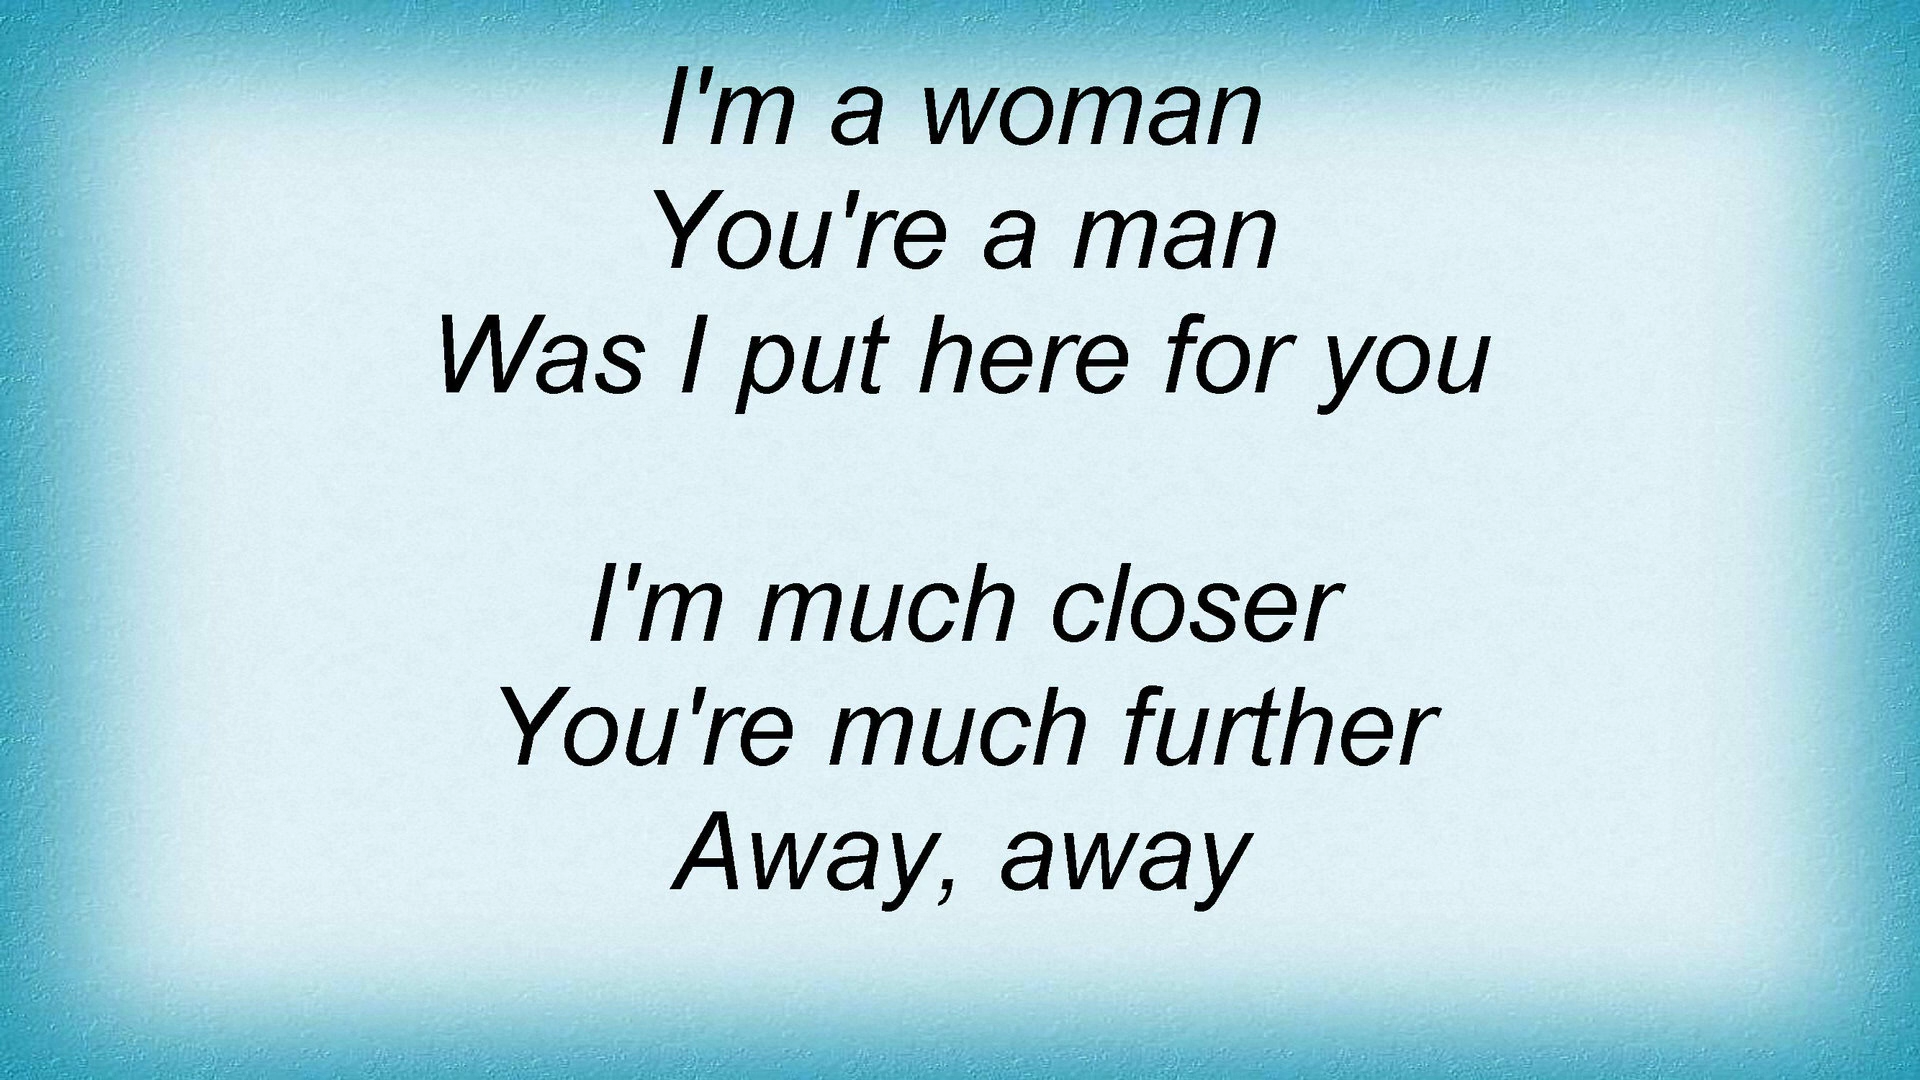 I'm a woman
You're a man
Was I put here for you
I'm much closer
You're much further
Away, away